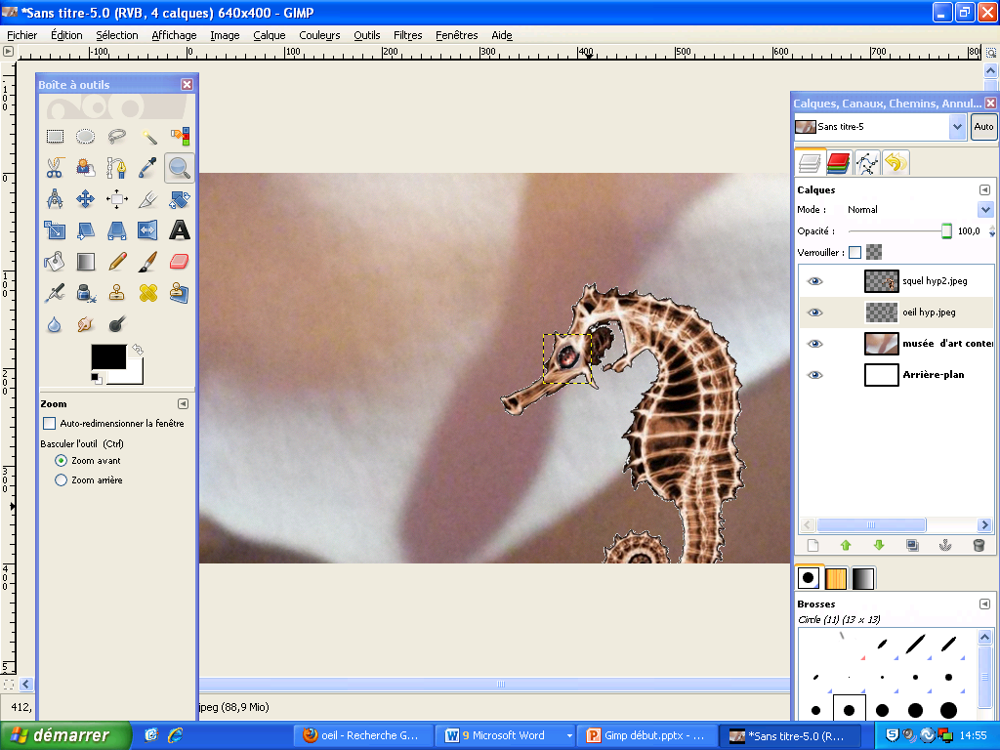 *Sans titre-5.0 (RVB, 4 calques) 640x400 – GIMP
Fichier Édition Sélection Affichage Image Calque Couleurs Outils Filtres Fenêtres Aide
-100 0 100 200 300 400 500 600 700 800
Boîte à outils
Zoom
Auto-redimensionner la fenêtre
Basculer l'outil (Ctrl)
Zoom avant
Zoom arrière
Calques, Canaux, Chemins, Annul...
Sans titre-5
Auto
Calques
Mode : Normal
Opacité : 100,0
Verrouiller :
squel hyp2.jpeg
oeil hyp.jpeg
musée d'art conter
Arrière-plan
Brosses
Circle (11) (13 x 13)
412, jpeg (88,9 Mio)
démarrer
oeil - Recherche G...
9 Microsoft Word
Gimp début.pptx - ...
*Sans titre-5.0 (R...
14:55